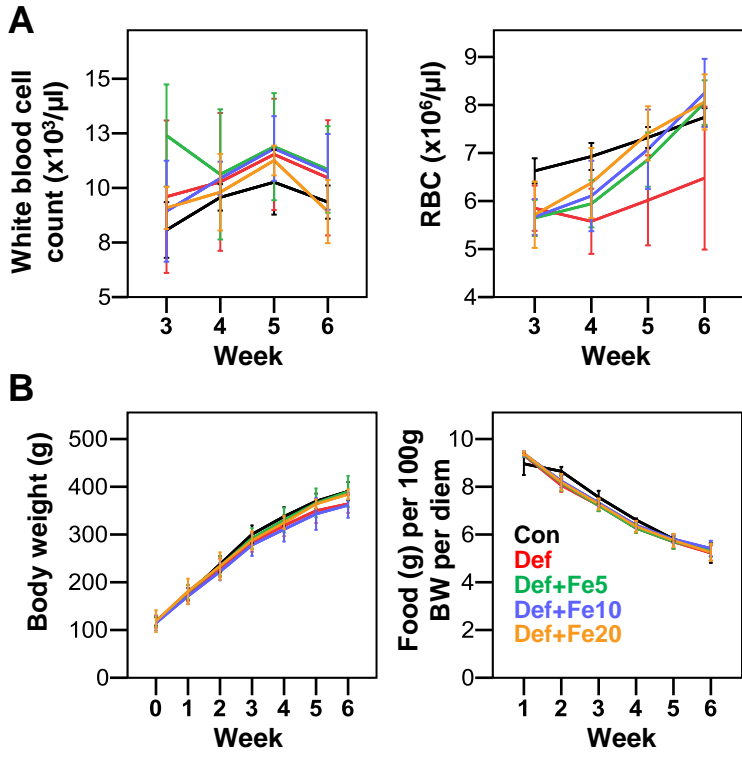 A
White blood cell
count (x10³/µl)
15
13
10
8
5
3 4 5 6
Week
RBC (x10⁶/µl)
9
8
7
6
5
4
3 4 5 6
Week
B
Body weight (g)
500
400
300
200
100
0
0 1 2 3 4 5 6
Week
Food (g) per 100g
BW per diem
10
8
6
4
2
0
Con
Def
Def+Fe5
Def+Fe10
Def+Fe20
1 2 3 4 5 6
Week